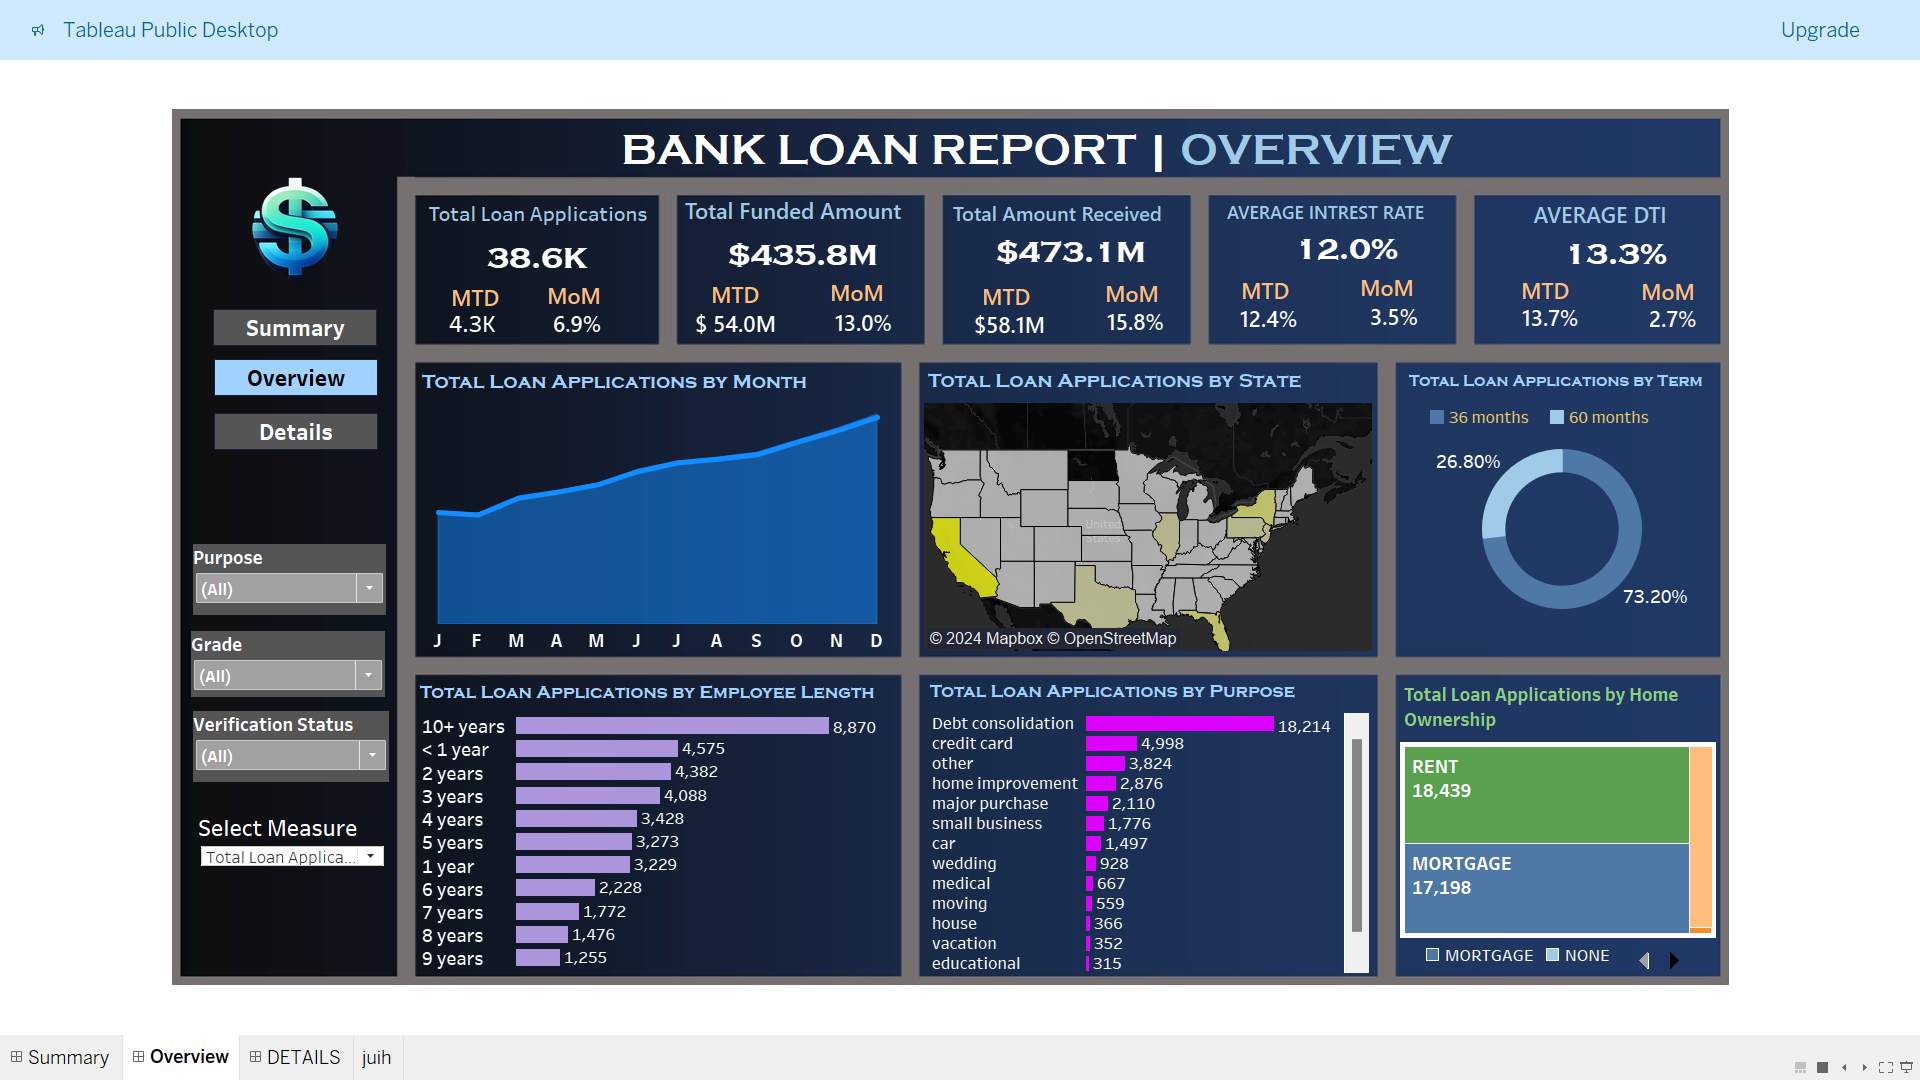 Tableau Public Desktop
Upgrade
BANK LOAN REPORT | OVERVIEW
Summary
Overview
Details
Purpose
(All)
Grade
(All)
Verification Status
(All)
Select Measure
Total Loan Applica...
Total Loan Applications
38.6K
MTD MoM
4.3K 6.9%
Total Funded Amount
$435.8M
MTD MoM
$ 54.0M 13.0%
Total Amount Received
$473.1M
MTD MoM
$58.1M 15.8%
AVERAGE INTREST RATE
12.0%
MTD MoM
12.4% 3.5%
AVERAGE DTI
13.3%
MTD MoM
13.7% 2.7%
TOTAL LOAN APPLICATIONS BY MONTH
J F M A M J J A S O N D
TOTAL LOAN APPLICATIONS BY STATE
United
States
© 2024 Mapbox © OpenStreetMap
TOTAL LOAN APPLICATIONS BY TERM
36 months 60 months
26.80%
73.20%
TOTAL LOAN APPLICATIONS BY EMPLOYEE LENGTH
10+ years 8,870
< 1 year 4,575
2 years 4,382
3 years 4,088
4 years 3,428
5 years 3,273
1 year 3,229
6 years 2,228
7 years 1,772
8 years 1,476
9 years 1,255
TOTAL LOAN APPLICATIONS BY PURPOSE
Debt consolidation 18,214
credit card 4,998
other 3,824
home improvement 2,876
major purchase 2,110
small business 1,776
car 1,497
wedding 928
medical 667
moving 559
house 366
vacation 352
educational 315
Total Loan Applications by Home
Ownership
RENT
18,439
MORTGAGE
17,198
MORTGAGE NONE
Summary Overview DETAILS juih